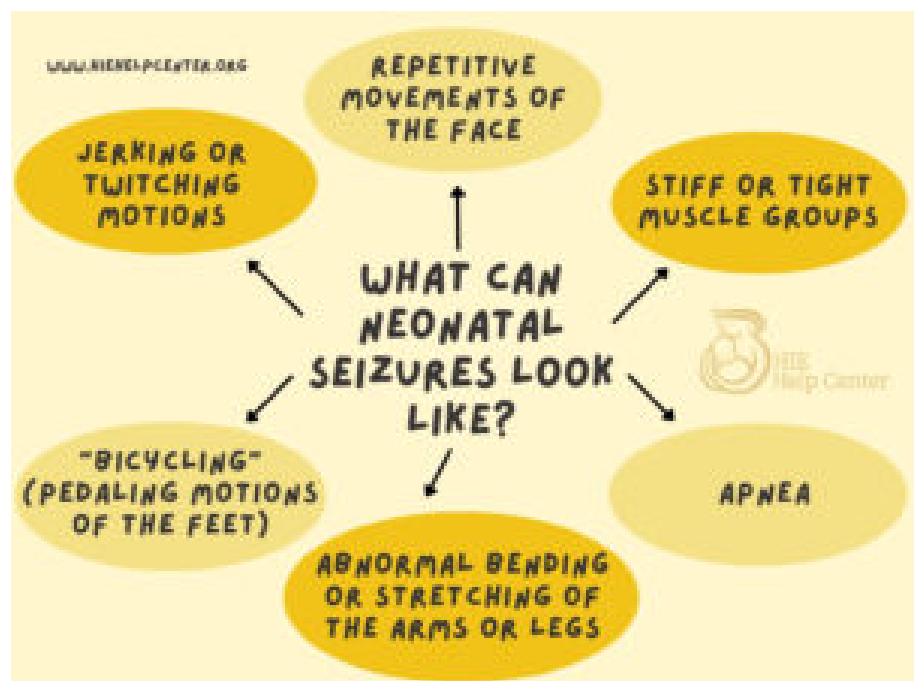 WWW.HIEHELPCENTER.ORG
REPETITIVE
MOVEMENTS OF
THE FACE
JERKING OR
TWITCHING
MOTIONS
STIFF OR TIGHT
MUSCLE GROUPS
WHAT CAN
NEONATAL
SEIZURES LOOK
LIKE?
HIE
Help Center
"BICYCLING"
(PEDALING MOTIONS
OF THE FEET)
APNEA
ABNORMAL BENDING
OR STRETCHING OF
THE ARMS OR LEGS